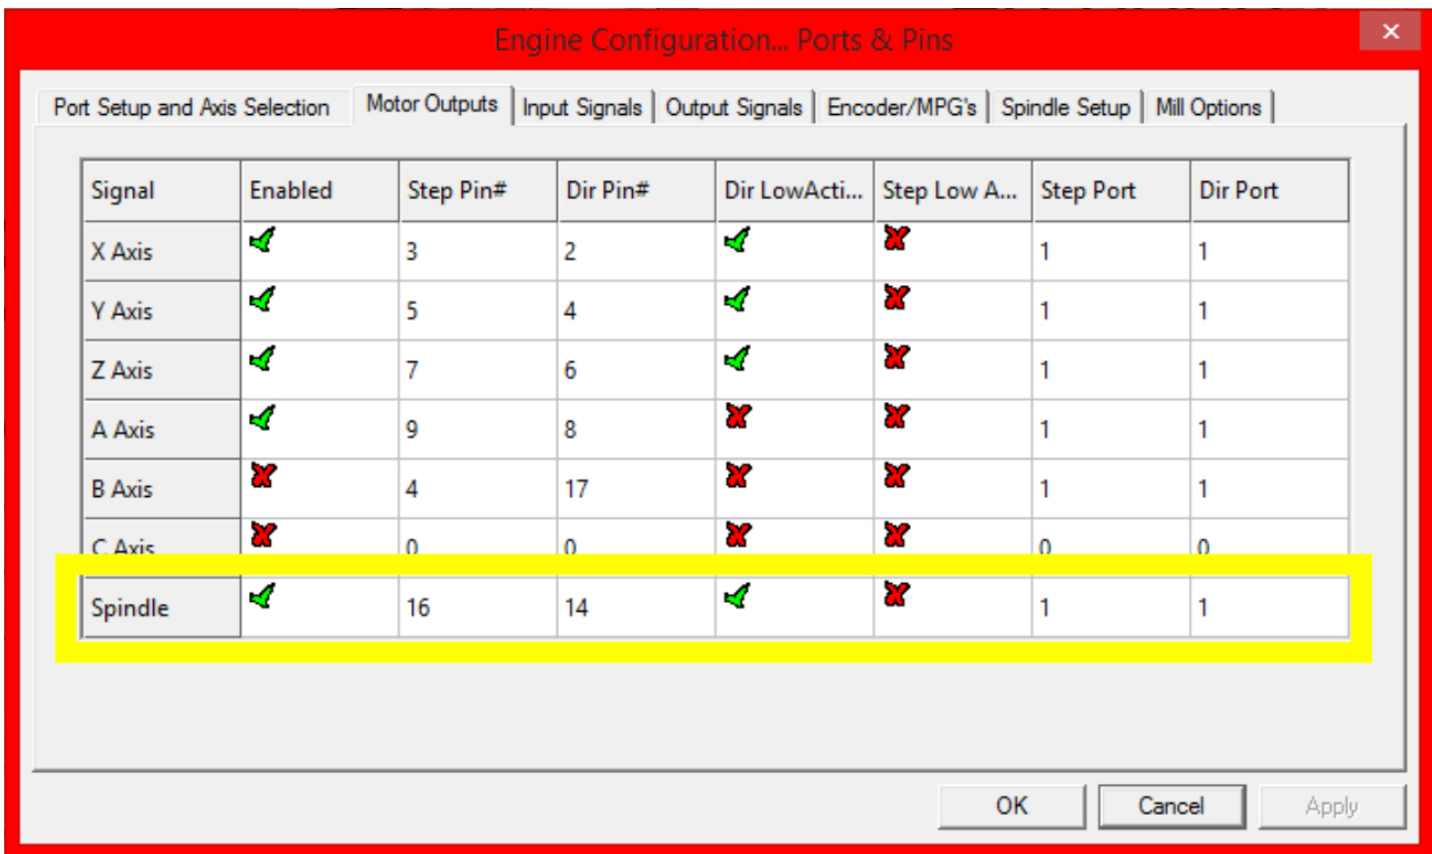 Engine Configuration... Ports & Pins
Port Setup and Axis Selection Motor Outputs Input Signals Output Signals Encoder/MPG's Spindle Setup Mill Options
Signal Enabled Step Pin# Dir Pin# Dir LowActi... Step Low A... Step Port Dir Port
X Axis 3 2 1 1
Y Axis 5 4 1 1
Z Axis 7 6 1 1
A Axis 9 8 1 1
B Axis 4 17 1 1
C Axis 0 0 0 0
Spindle 16 14 1 1
OK Cancel Apply